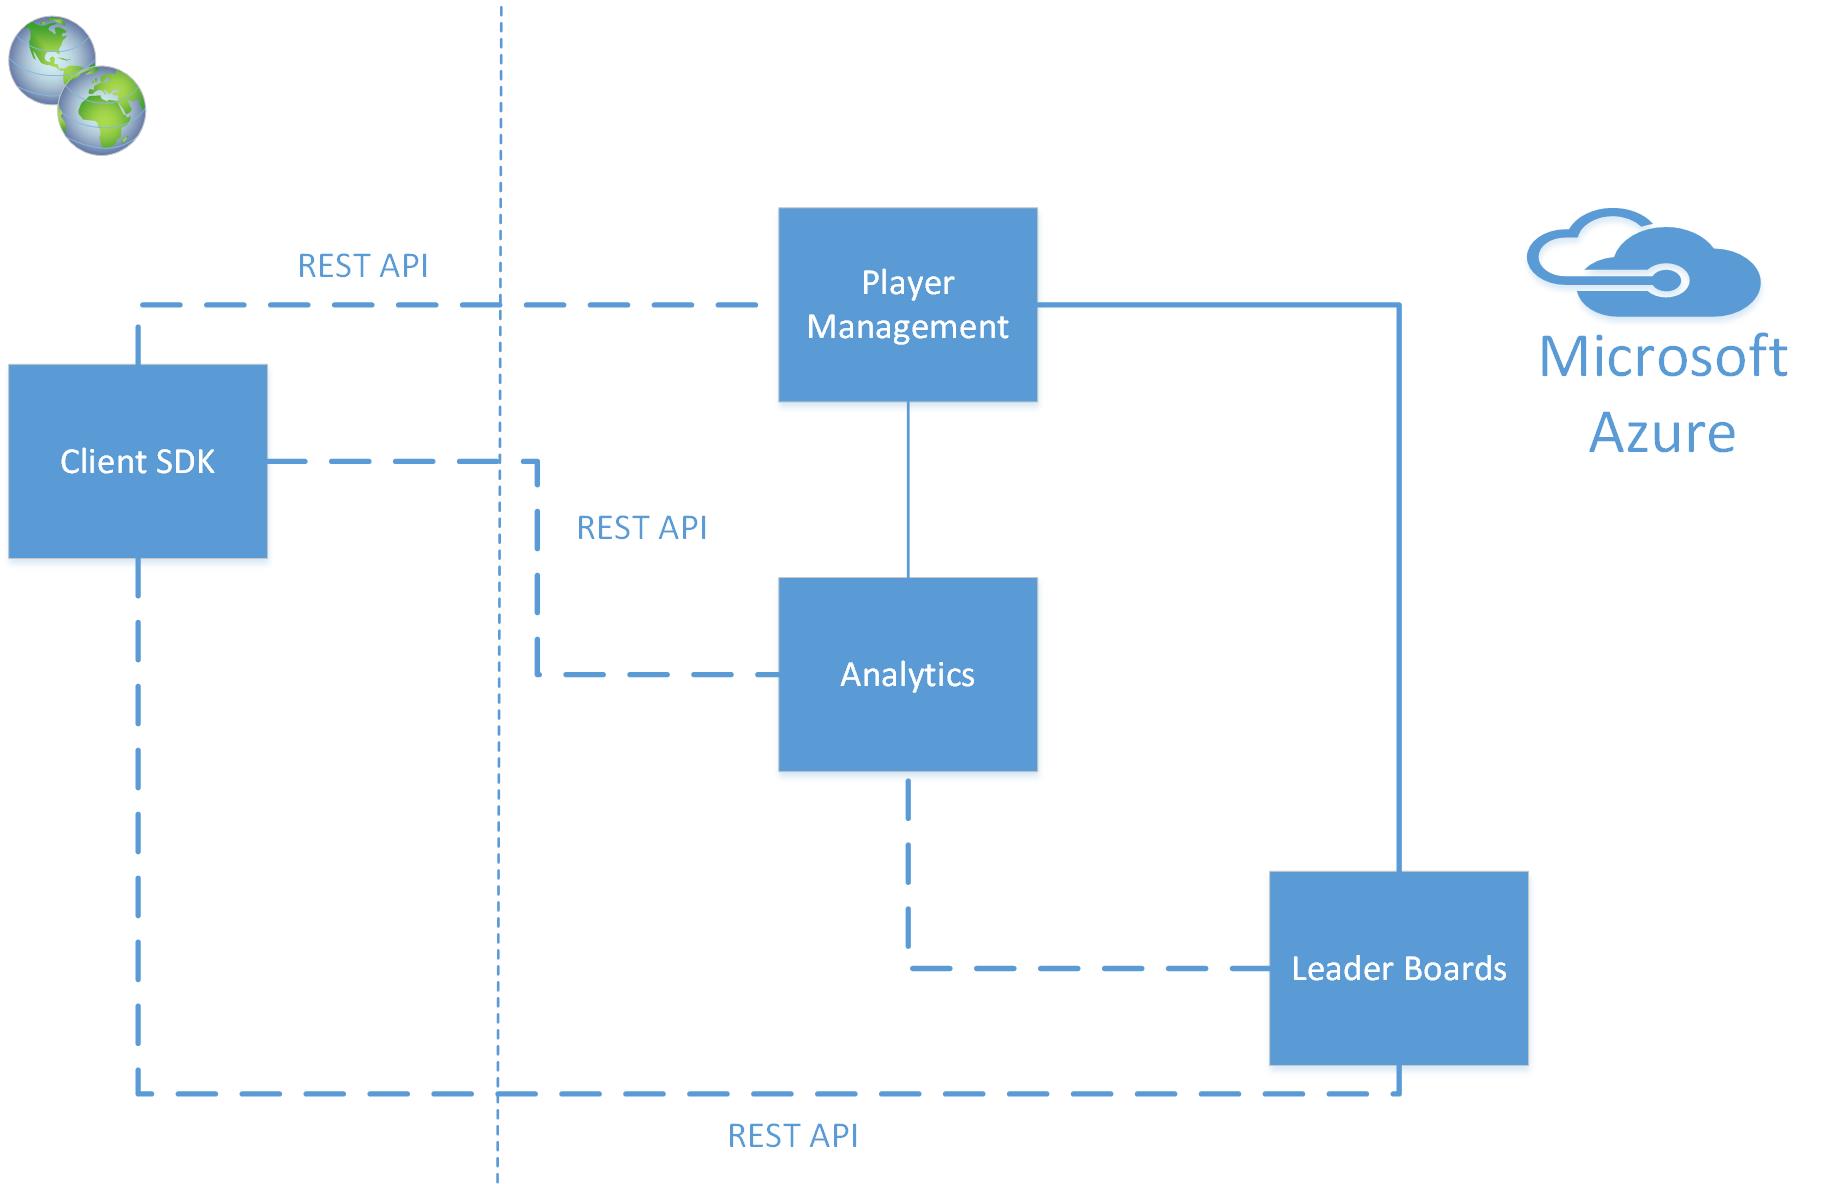 REST API
Player
Management
Microsoft
Azure
Client SDK
REST API
Analytics
Leader Boards
REST API